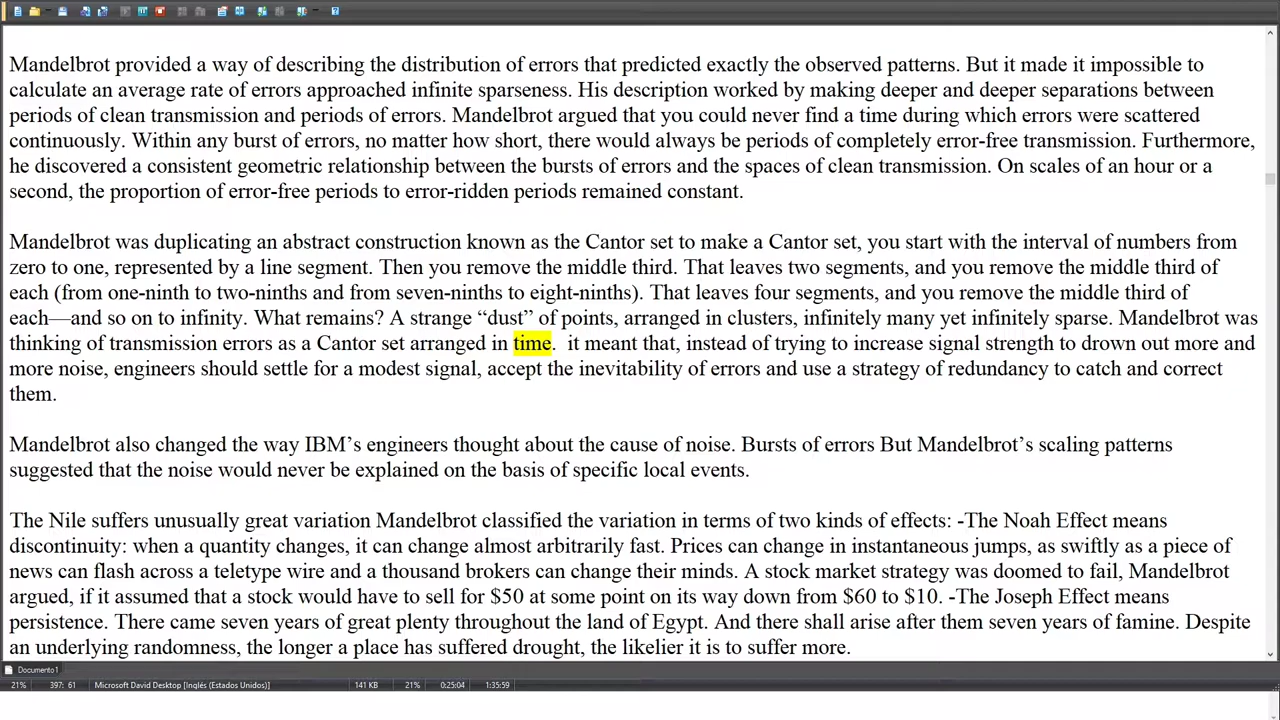 Mandelbrot provided a way of describing the distribution of errors that predicted exactly the observed patterns. But it made it impossible to
calculate an average rate of errors approached infinite sparseness. His description worked by making deeper and deeper separations between
periods of clean transmission and periods of errors. Mandelbrot argued that you could never find a time during which errors were scattered
continuously. Within any burst of errors, no matter how short, there would always be periods of completely error-free transmission. Furthermore,
he discovered a consistent geometric relationship between the bursts of errors and the spaces of clean transmission. On scales of an hour or a
second, the proportion of error-free periods to error-ridden periods remained constant.
Mandelbrot was duplicating an abstract construction known as the Cantor set to make a Cantor set, you start with the interval of numbers from
zero to one, represented by a line segment. Then you remove the middle third. That leaves two segments, and you remove the middle third of
each (from one-ninth to two-ninths and from seven-ninths to eight-ninths). That leaves four segments, and you remove the middle third of
each—and so on to infinity. What remains? A strange “dust” of points, arranged in clusters, infinitely many yet infinitely sparse. Mandelbrot was
thinking of transmission errors as a Cantor set arranged in time.  it meant that, instead of trying to increase signal strength to drown out more and
more noise, engineers should settle for a modest signal, accept the inevitability of errors and use a strategy of redundancy to catch and correct
them.
Mandelbrot also changed the way IBM’s engineers thought about the cause of noise. Bursts of errors But Mandelbrot’s scaling patterns
suggested that the noise would never be explained on the basis of specific local events.
The Nile suffers unusually great variation Mandelbrot classified the variation in terms of two kinds of effects: -The Noah Effect means
discontinuity: when a quantity changes, it can change almost arbitrarily fast. Prices can change in instantaneous jumps, as swiftly as a piece of
news can flash across a teletype wire and a thousand brokers can change their minds. A stock market strategy was doomed to fail, Mandelbrot
argued, if it assumed that a stock would have to sell for $50 at some point on its way down from $60 to $10. -The Joseph Effect means
persistence. There came seven years of great plenty throughout the land of Egypt. And there shall arise after them seven years of famine. Despite
an underlying randomness, the longer a place has suffered drought, the likelier it is to suffer more.
Documento1
21% 397: 61 Microsoft David Desktop [Inglés (Estados Unidos)] 141 KB 21% 0:25:04 1:35:59